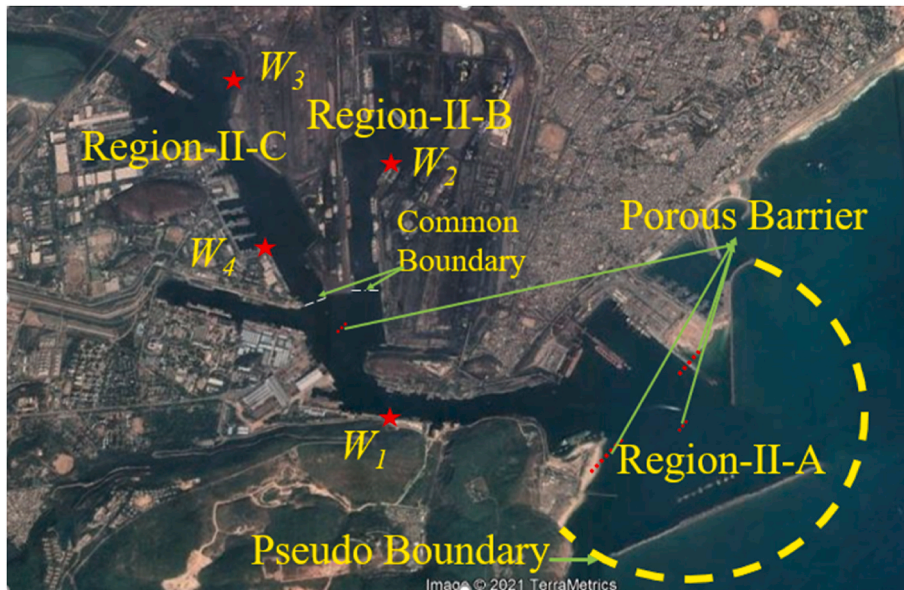 W3
Region-II-B
Region-II-C
W2
Common
Boundary
Porous Barrier
W4
W1
Region-II-A
Pseudo Boundary
Image © 2021 TerraMetrics